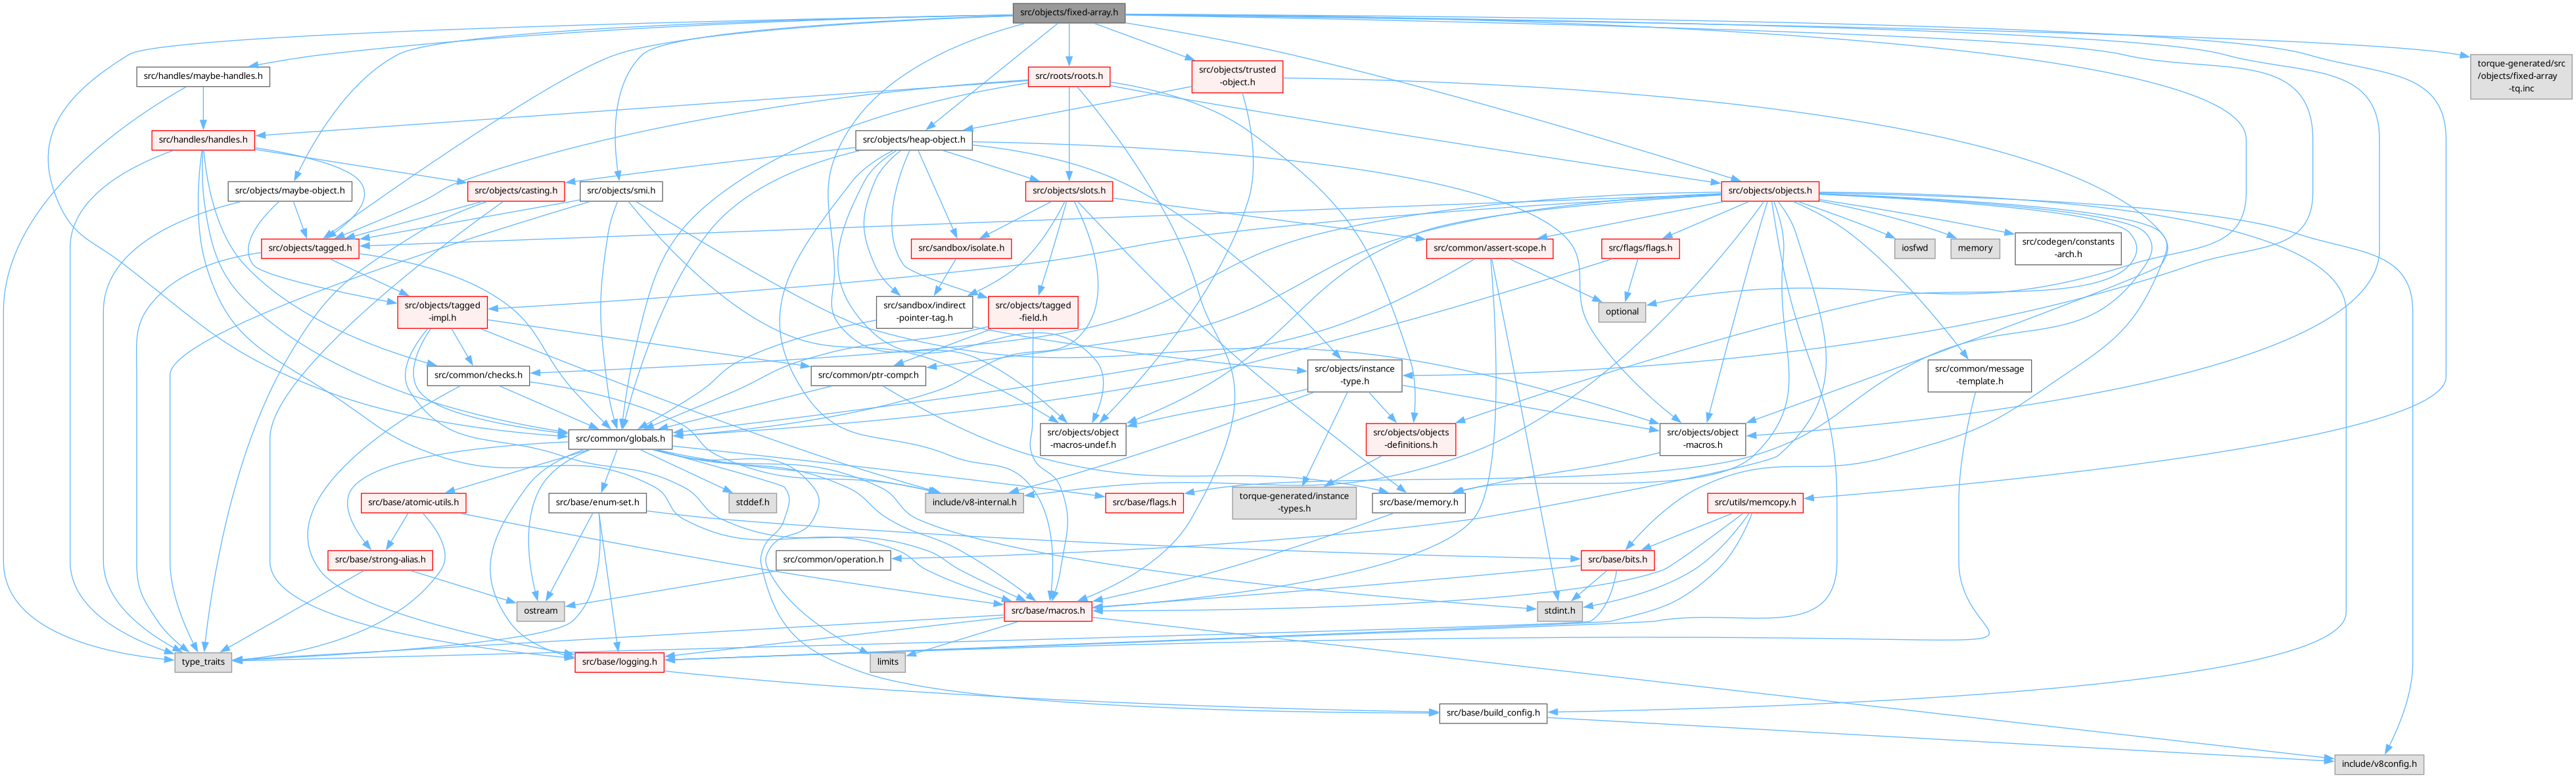 src/objects/fixed-array.h
src/handles/maybe-handles.h
src/roots/roots.h
src/objects/trusted
-object.h
torque-generated/src
/objects/fixed-array
-tq.inc
src/handles/handles.h
src/objects/heap-object.h
src/objects/maybe-object.h
src/objects/casting.h
src/objects/smi.h
src/objects/slots.h
src/objects/objects.h
src/objects/tagged.h
src/sandbox/isolate.h
src/common/assert-scope.h
src/flags/flags.h
iosfwd
memory
src/codegen/constants
-arch.h
src/objects/tagged
-impl.h
src/sandbox/indirect
-pointer-tag.h
src/objects/tagged
-field.h
optional
src/common/checks.h
src/common/ptr-compr.h
src/objects/instance
-type.h
src/common/message
-template.h
src/common/globals.h
src/objects/object
-macros-undef.h
src/objects/objects
-definitions.h
src/objects/object
-macros.h
src/base/atomic-utils.h
src/base/enum-set.h
stddef.h
include/v8-internal.h
src/base/flags.h
torque-generated/instance
-types.h
src/base/memory.h
src/utils/memcopy.h
src/base/strong-alias.h
src/common/operation.h
src/base/bits.h
ostream
src/base/macros.h
stdint.h
type_traits
src/base/logging.h
limits
src/base/build_config.h
include/v8config.h